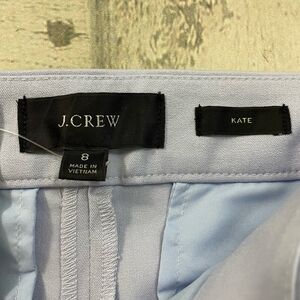 J.CREW
KATE
8
MADE IN
VIETNAM